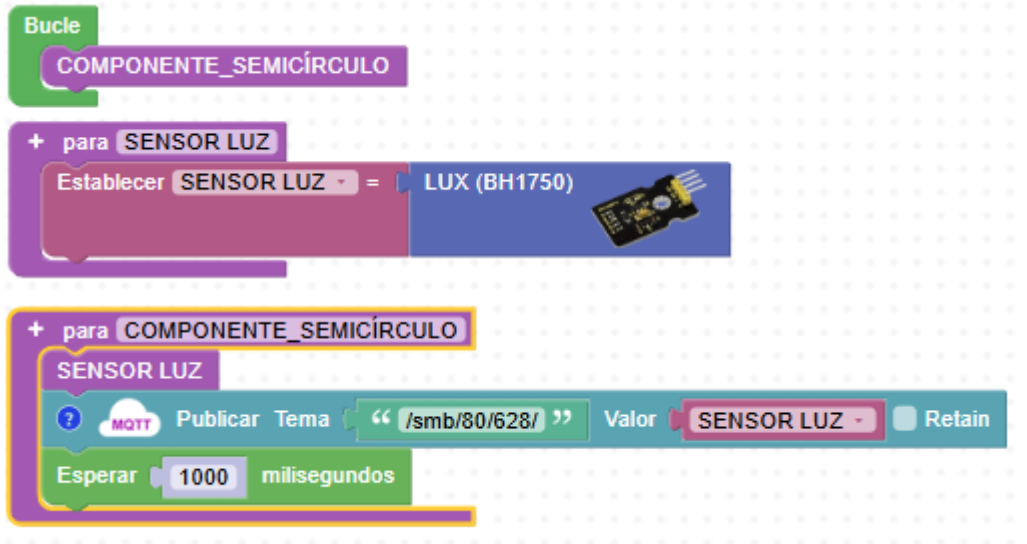 Bucle
COMPONENTE_SEMICÍRCULO
+ para SENSOR LUZ
Establecer SENSOR LUZ = LUX (BH1750)
+ para COMPONENTE_SEMICÍRCULO
SENSOR LUZ
? MQTT Publicar Tema “ /smb/80/628/ ” Valor SENSOR LUZ Retain
Esperar 1000 milisegundos